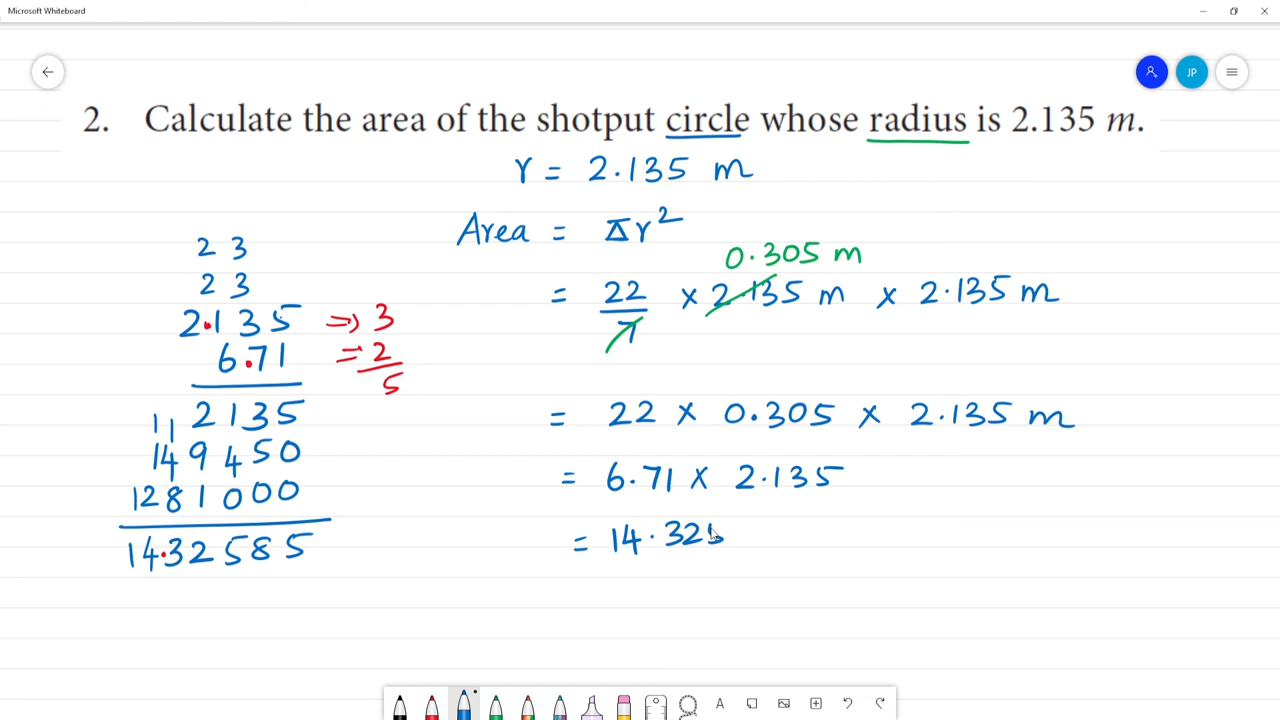 Microsoft Whiteboard
JP
2. Calculate the area of the shotput circle whose radius is 2.135 m.
r = 2.135 m
Area = πr²
0.305 m
= 22/7 × 2.135 m × 2.135 m
= 22 × 0.305 × 2.135 m
= 6.71 × 2.135
= 14.325
2 3
2 3
2.135 => 3
6.71 = 2
5
11
2135
149450
1281000
14.32585
A